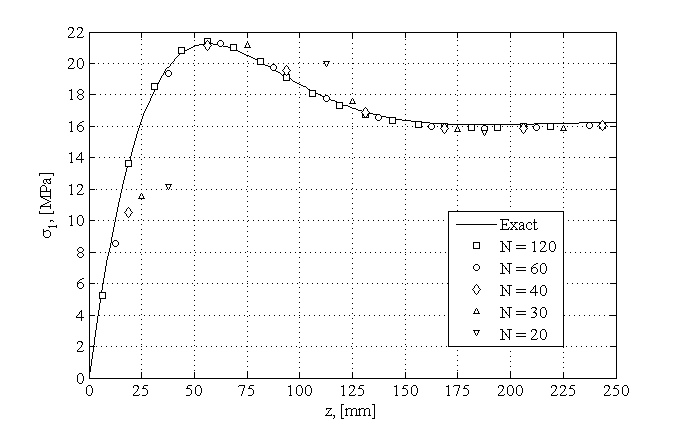 22
20
18
16
14
12
10
8
6
4
2
0
σ1, [MPa]
0 25 50 75 100 125 150 175 200 225 250
z, [mm]
Exact
N = 120
N = 60
N = 40
N = 30
N = 20